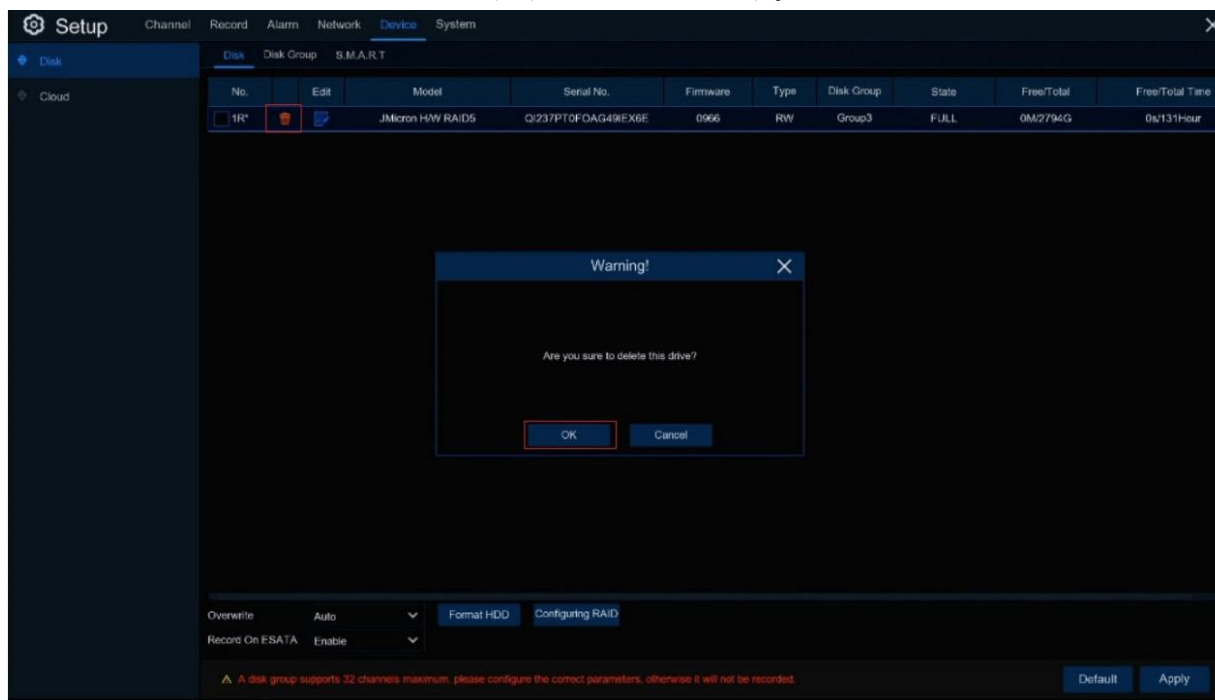 Setup Channel Record Alarm Network Device System
Disk Disk Group S.M.A.R.T
Disk
Cloud
No. Edit Model Serial No. Firmware Type Disk Group State Free/Total Free/Total Time
1R* JMicron H/W RAID5 QI237PT0FOAG49IEX6E 0966 RW Group3 FULL 0M/2794G 0s/131Hour
Warning!
Are you sure to delete this drive?
OK Cancel
Overwrite Auto Format HDD Configuring RAID
Record On ESATA Enable
A disk group supports 32 channels maximum, please configure the correct parameters, otherwise it will not be recorded.
Default Apply